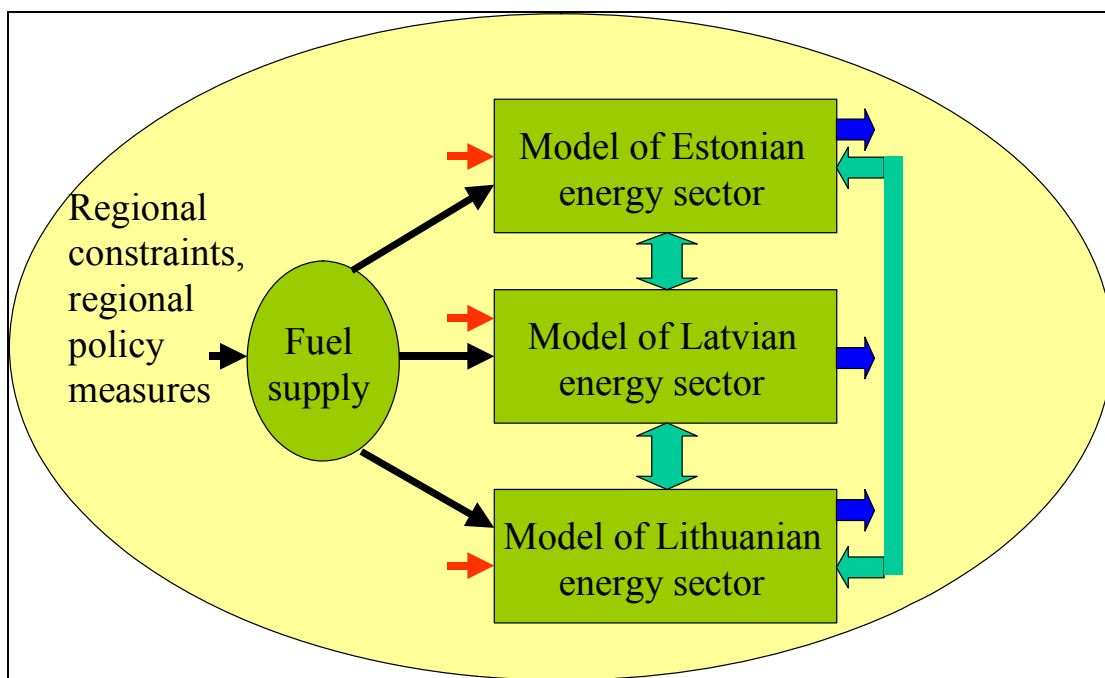 Regional
constraints,
regional
policy
measures
Fuel
supply
Model of Estonian
energy sector
Model of Latvian
energy sector
Model of Lithuanian
energy sector